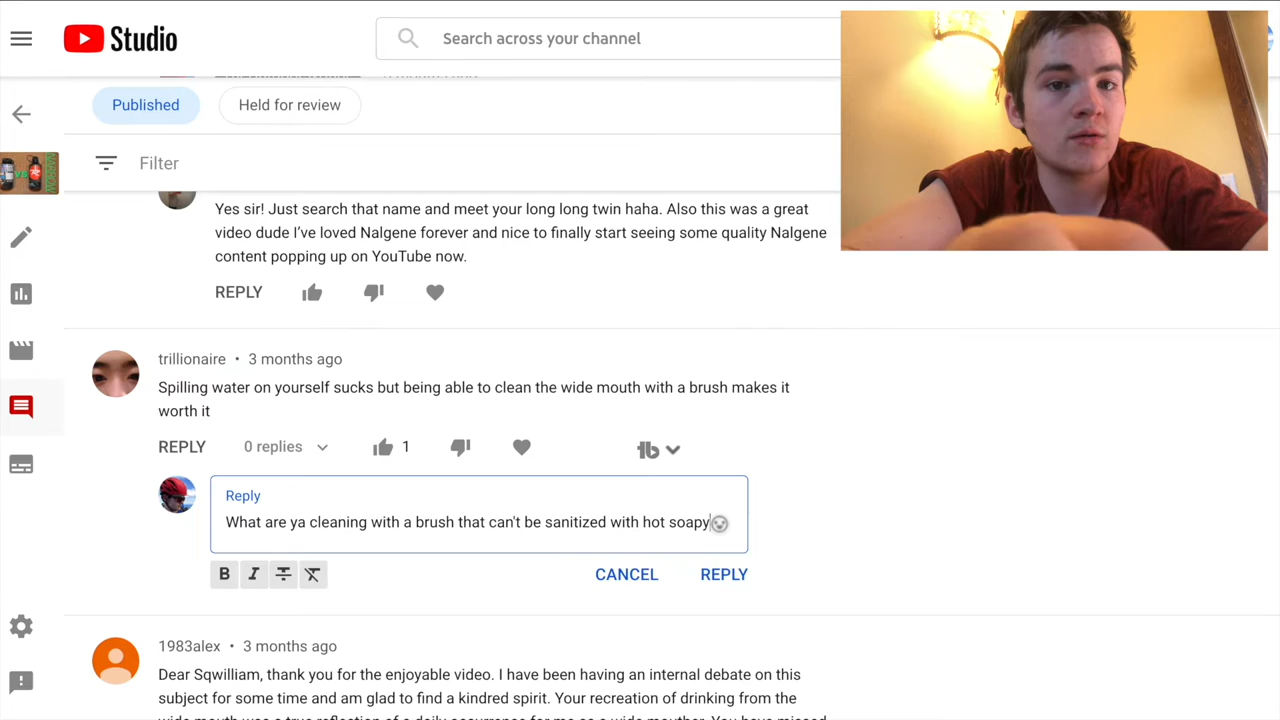 Studio
Search across your channel
Published
Held for review
Filter
Yes sir! Just search that name and meet your long long twin haha. Also this was a great
video dude I've loved Nalgene forever and nice to finally start seeing some quality Nalgene
content popping up on YouTube now.
REPLY
trillionaire • 3 months ago
Spilling water on yourself sucks but being able to clean the wide mouth with a brush makes it
worth it
REPLY 0 replies 1
Reply
What are ya cleaning with a brush that can't be sanitized with hot soapy
B I
CANCEL REPLY
1983alex • 3 months ago
Dear Sqwilliam, thank you for the enjoyable video. I have been having an internal debate on this
subject for some time and am glad to find a kindred spirit. Your recreation of drinking from the